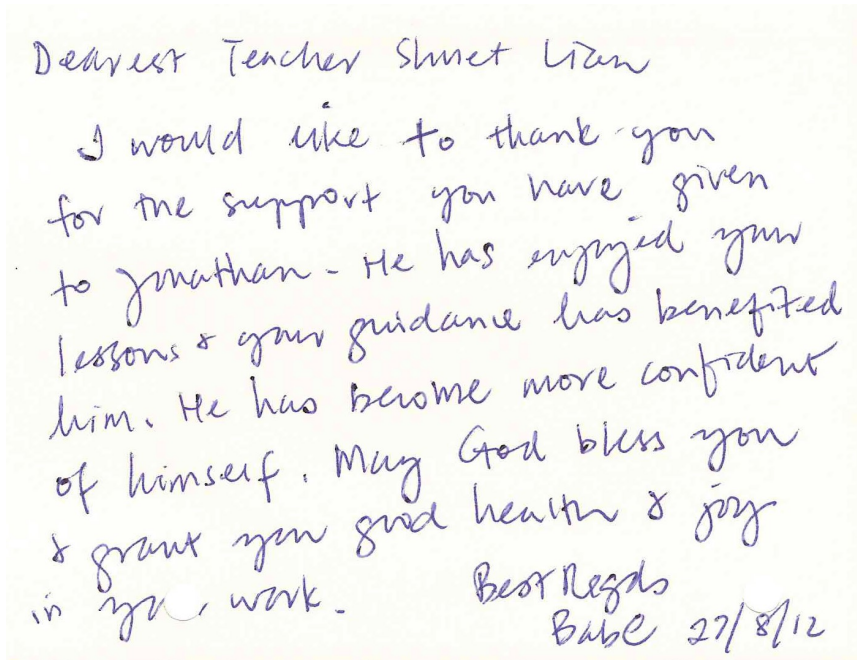 Dearest Teacher Shuet Lian
I would like to thank you
for the support you have given
to Jonathan - He has enjoyed your
lessons & your guidance has benefited
him. He has become more confident
of himself. May God bless you
& grant you good health & joy
in work.
Best Regds
Babe 27/8/12